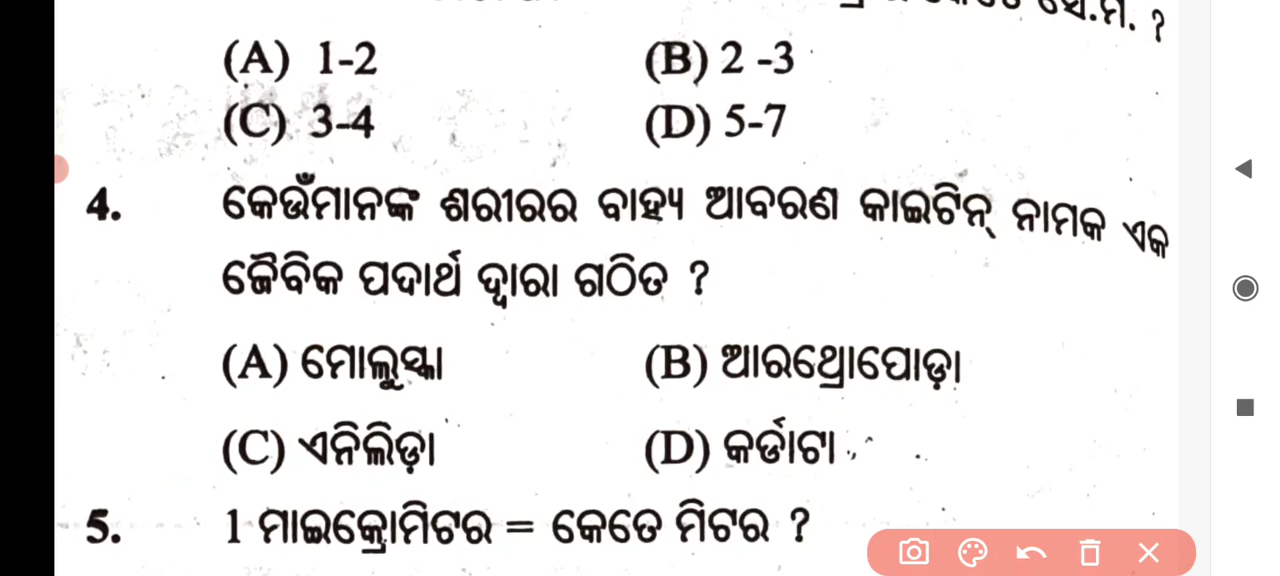 କେତେ ସେ.ମି. ?
(A) 1-2 (B) 2 -3
(C) 3-4 (D) 5-7
4. କେଉଁମାନଙ୍କ ଶରୀରର ବାହ୍ୟ ଆବରଣ କାଇଟିନ୍ ନାମକ ଏକ
ଜୈବିକ ପଦାର୍ଥ ଦ୍ୱାରା ଗଠିତ ?
(A) ମୋଲୁସ୍କା (B) ଆରଥ୍ରୋପୋଡ଼ା
(C) ଏନିଲିଡ଼ା (D) କର୍ଡାଟା
5. 1 ମାଇକ୍ରୋମିଟର = କେତେ ମିଟର ?